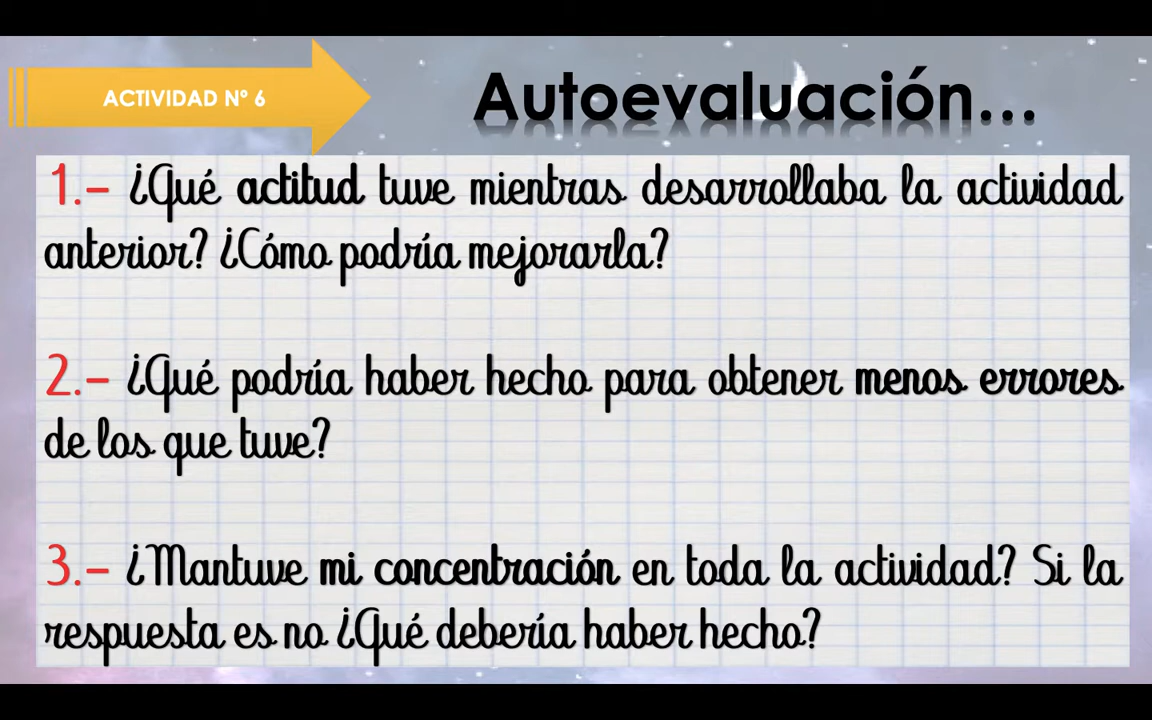 ACTIVIDAD N° 6
Autoevaluación...
1.- ¿Qué actitud tuve mientras desarrollaba la actividad
anterior? ¿Cómo podría mejorarla?
2.- ¿Qué podría haber hecho para obtener menos errores
de los que tuve?
3.- ¿Mantuve mi concentración en toda la actividad? Si la
respuesta es no ¿Qué debería haber hecho?